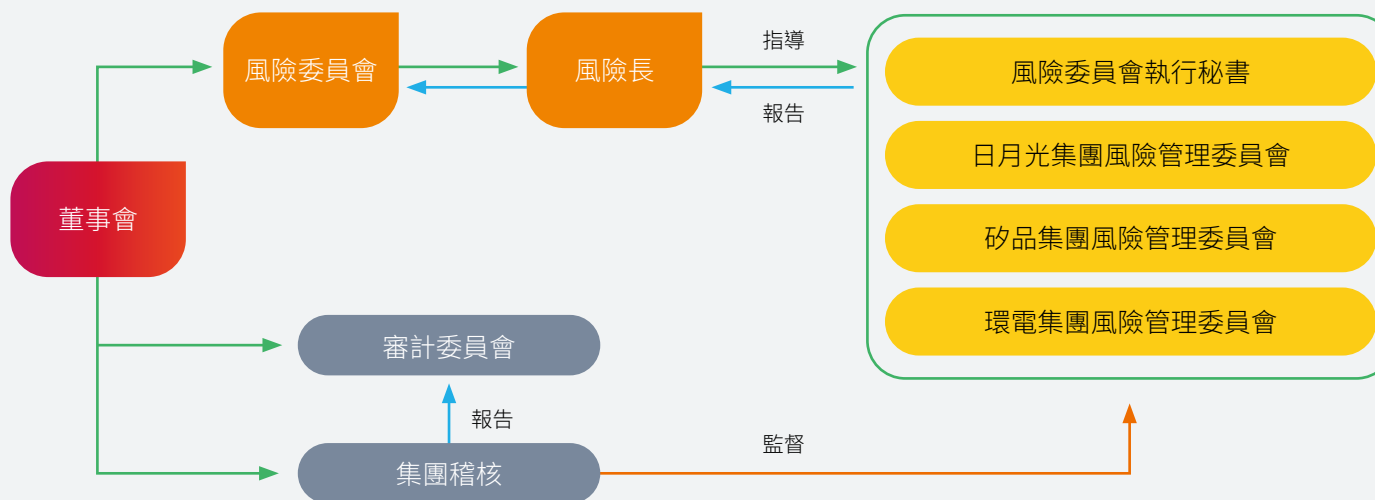 指導
風險委員會
風險長
風險委員會執行秘書
報告
日月光集團風險管理委員會
董事會
矽品集團風險管理委員會
環電集團風險管理委員會
審計委員會
報告
監督
集團稽核